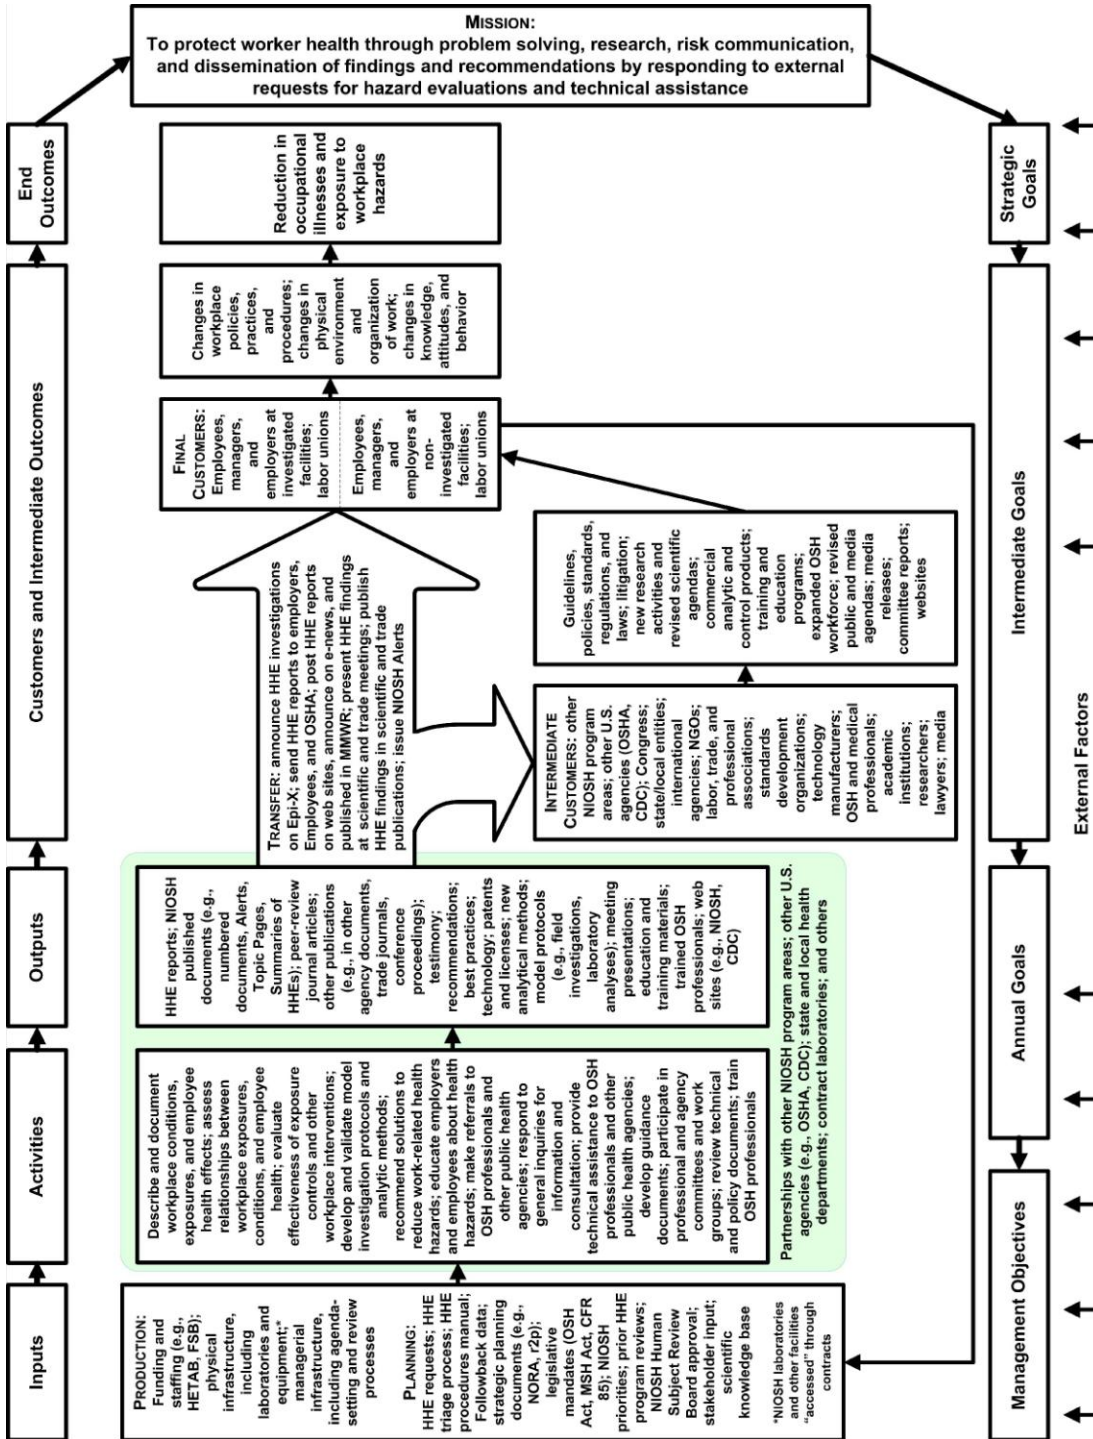 MISSION:
To protect worker health through problem solving, research, risk communication,
and dissemination of findings and recommendations by responding to external
requests for hazard evaluations and technical assistance
Inputs
Activities
Outputs
Customers and Intermediate Outcomes
End
Outcomes
PRODUCTION:
Funding and
staffing (e.g.,
HETAB, FSB);
physical
infrastructure,
including
laboratories and
equipment;*
managerial
infrastructure,
including agenda-
setting and review
processes
PLANNING:
HHE requests; HHE
triage process; HHE
procedures manual;
Followback data;
strategic planning
documents (e.g.,
NORA, r2p);
legislative
mandates (OSH
Act, MSH Act, CFR
85); NIOSH
priorities; prior HHE
program reviews;
NIOSH Human
Subject Review
Board approval;
stakeholder input;
scientific
knowledge base
*NIOSH laboratories
and other facilities
"accessed" through
contracts
Describe and document
workplace conditions,
exposures, and employee
health effects; assess
relationships between
workplace exposures,
conditions, and employee
health; evaluate
effectiveness of exposure
controls and other
workplace interventions;
develop and validate model
investigation protocols and
analytic methods;
recommend solutions to
reduce work-related health
hazards; educate employers
and employees about health
hazards; make referrals to
OSH professionals and
other public health
agencies; respond to
general inquiries for
information and
consultation; provide
technical assistance to OSH
professionals and other
public health agencies;
develop guidance
documents; participate in
professional and agency
committees and work
groups; review technical
and policy documents; train
OSH professionals
HHE reports; NIOSH
published
documents (e.g.,
numbered
documents, Alerts,
Topic Pages,
Summaries of
HHEs); peer-review
journal articles;
other publications
(e.g., in other
agency documents,
trade journals,
conference
proceedings);
testimony;
recommendations;
best practices;
technology; patents
and licenses; new
analytical methods;
model protocols
(e.g., field
investigations,
laboratory
analyses); meeting
presentations;
education and
training materials;
trained OSH
professionals; web
sites (e.g., NIOSH,
CDC)
Partnerships with other NIOSH program areas; other U.S.
agencies (e.g., OSHA, CDC); state and local health
departments; contract laboratories; and others
TRANSFER: announce HHE investigations
on Epi-X; send HHE reports to employers,
Employees, and OSHA; post HHE reports
on web sites, announce on e-news, and
published in MMWR; present HHE findings
at scientific and trade meetings; publish
HHE findings in scientific and trade
publications; issue NIOSH Alerts
INTERMEDIATE
CUSTOMERS: other
NIOSH program
areas; other U.S.
agencies (OSHA,
CDC); Congress;
state/local entities;
international
agencies; NGOs;
labor, trade, and
professional
associations;
standards
development
organizations;
technology
manufacturers;
OSH and medical
professionals;
academic
institutions;
researchers;
lawyers; media
Guidelines,
policies, standards,
regulations, and
laws; litigation;
new research
activities and
revised scientific
agendas;
commercial
analytic and
control products;
training and
education
programs;
expanded OSH
workforce; revised
public and media
agendas; media
releases;
committee reports;
websites
FINAL
CUSTOMERS:
Employees,
managers,
and
employers at
investigated
facilities;
labor unions
Employees,
managers,
and
employers at
non-
investigated
facilities;
labor unions
Changes in
workplace
policies,
practices,
and
procedures;
changes in
physical
environment
and
organization
of work;
changes in
knowledge,
attitudes, and
behavior
Reduction in
occupational
illnesses and
exposure to
workplace
hazards
Management Objectives
Annual Goals
Intermediate Goals
Strategic
Goals
External Factors